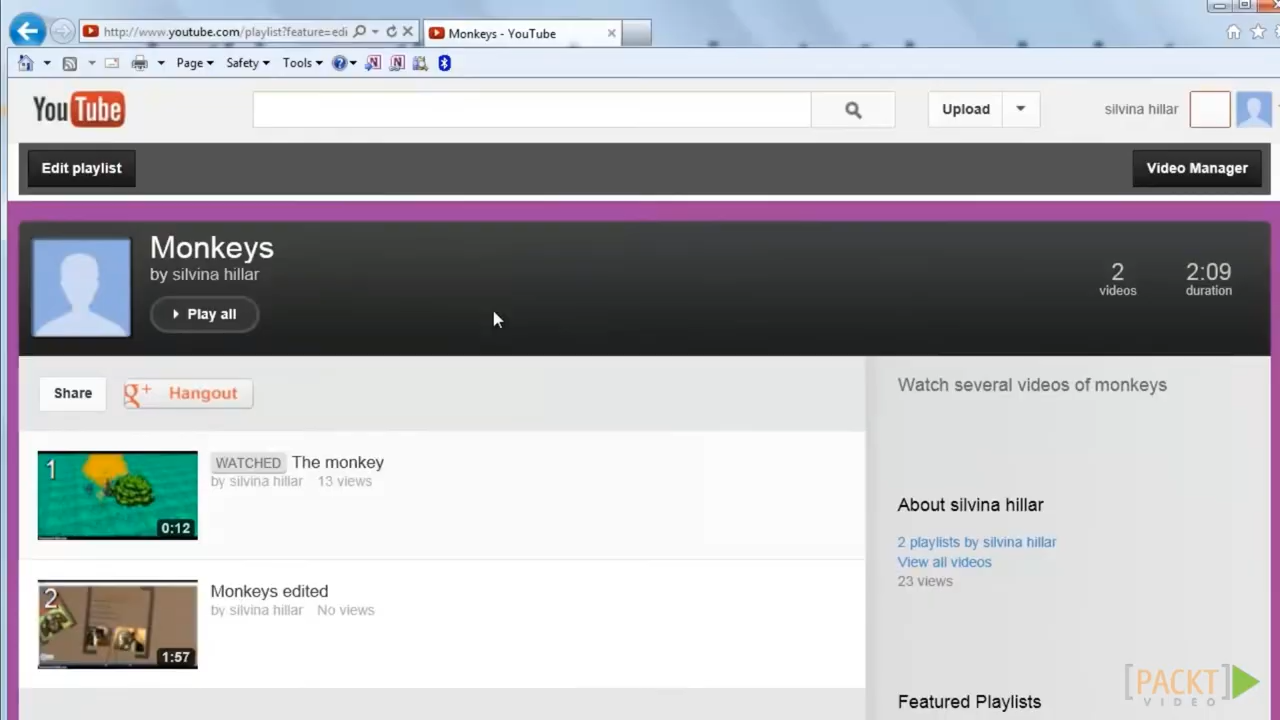 http://www.youtube.com/playlist?feature=edi
Monkeys - YouTube
Page
Safety
Tools
YouTube
Upload
silvina hillar
Edit playlist
Video Manager
Monkeys
by silvina hillar
Play all
2
videos
2:09
duration
Share
g+ Hangout
Watch several videos of monkeys
1
0:12
WATCHED The monkey
by silvina hillar 13 views
About silvina hillar
2 playlists by silvina hillar
View all videos
23 views
2
1:57
Monkeys edited
by silvina hillar No views
Featured Playlists
[PACKT]
VIDEO